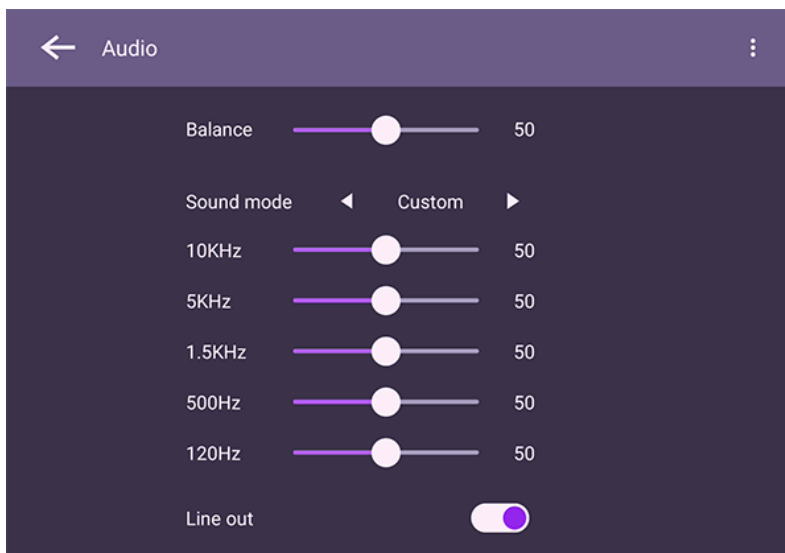 Audio
Balance 50
Sound mode Custom
10KHz 50
5KHz 50
1.5KHz 50
500Hz 50
120Hz 50
Line out